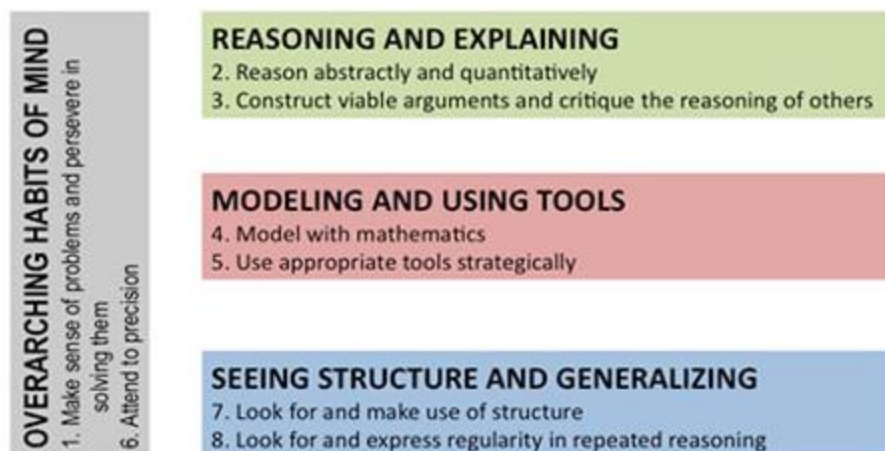 OVERARCHING HABITS OF MIND
1. Make sense of problems and persevere in
solving them
6. Attend to precision
REASONING AND EXPLAINING
2. Reason abstractly and quantitatively
3. Construct viable arguments and critique the reasoning of others
MODELING AND USING TOOLS
4. Model with mathematics
5. Use appropriate tools strategically
SEEING STRUCTURE AND GENERALIZING
7. Look for and make use of structure
8. Look for and express regularity in repeated reasoning